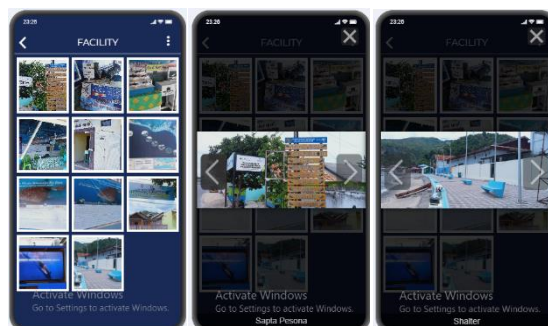 23:26
FACILITY
Activate Windows
Go to Settings to activate Windows.
23:26
FACILITY
Activate Windows
Go to Settings to activate Windows.
Sapta Pesona
23:26
FACILITY
Activate Windows
Go to Settings to activate Windows.
Shalter